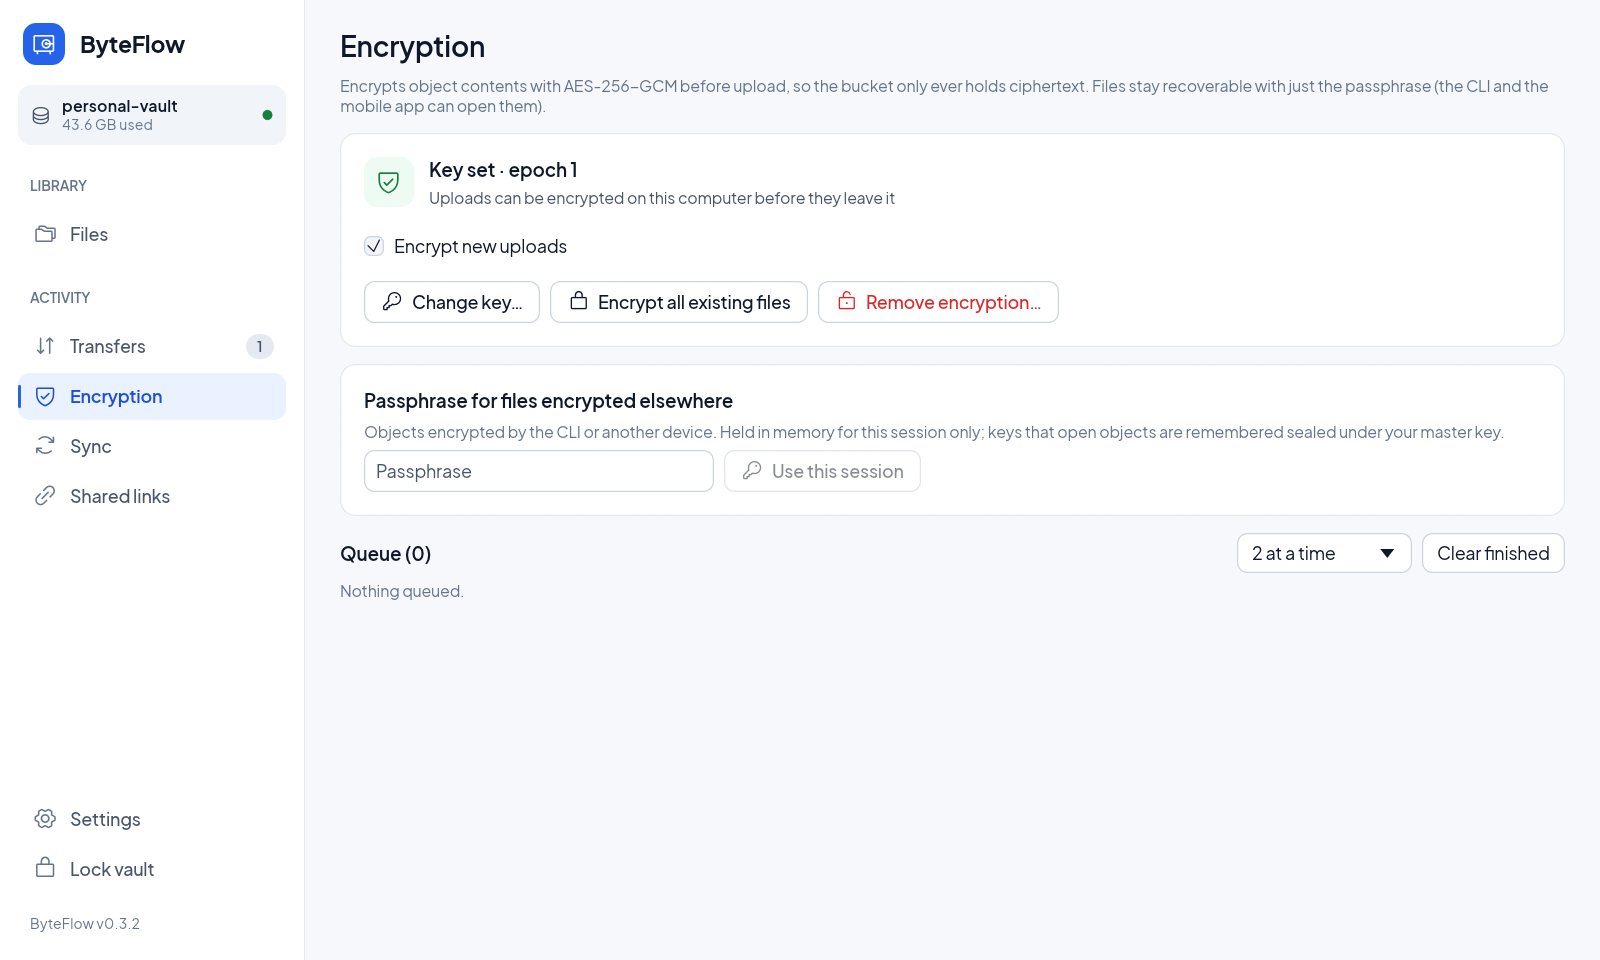 ByteFlow
personal-vault
43.6 GB used
LIBRARY
Files
ACTIVITY
Transfers 1
Encryption
Sync
Shared links
Settings
Lock vault
ByteFlow v0.3.2
Encryption
Encrypts object contents with AES-256-GCM before upload, so the bucket only ever holds ciphertext. Files stay recoverable with just the passphrase (the CLI and the
mobile app can open them).
Key set · epoch 1
Uploads can be encrypted on this computer before they leave it
Encrypt new uploads
Change key… Encrypt all existing files Remove encryption…
Passphrase for files encrypted elsewhere
Objects encrypted by the CLI or another device. Held in memory for this session only; keys that open objects are remembered sealed under your master key.
Passphrase Use this session
Queue (0) 2 at a time Clear finished
Nothing queued.